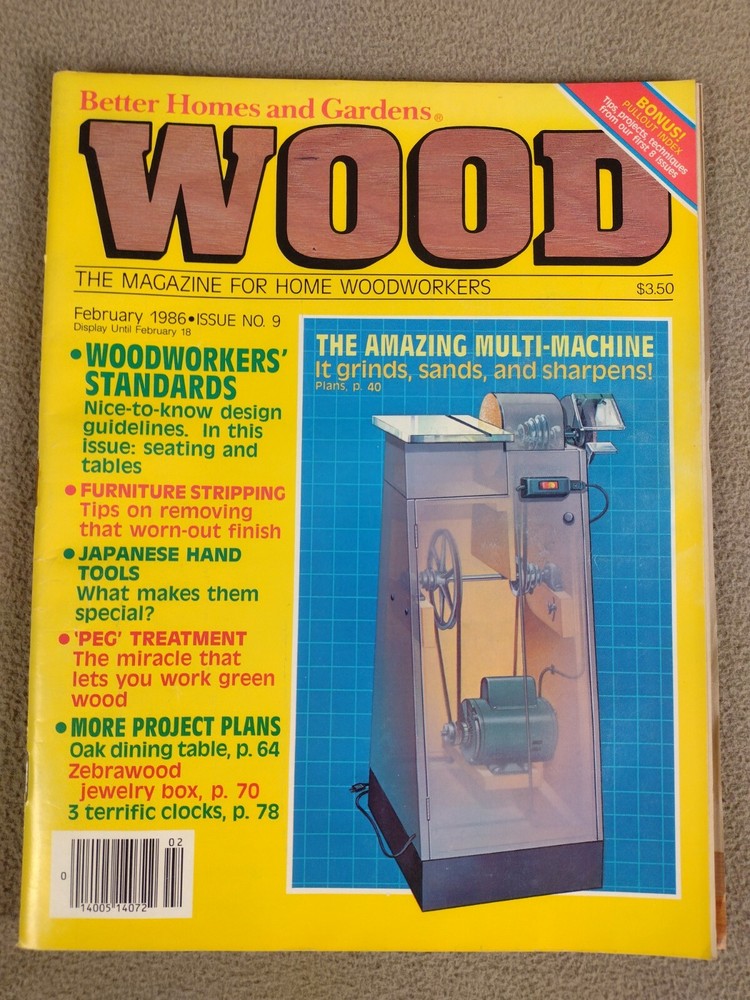 Better Homes and Gardens®
WOOD
BONUS!
PULLOUT INDEX
Tips, projects, techniques
from our first 8 issues
THE MAGAZINE FOR HOME WOODWORKERS
$3.50
February 1986•ISSUE NO. 9
Display Until February 18
•WOODWORKERS'
STANDARDS
Nice-to-know design
guidelines. In this
issue: seating and
tables
•FURNITURE STRIPPING
Tips on removing
that worn-out finish
•JAPANESE HAND
TOOLS
What makes them
special?
•'PEG' TREATMENT
The miracle that
lets you work green
wood
•MORE PROJECT PLANS
Oak dining table, p. 64
Zebrawood
jewelry box, p. 70
3 terrific clocks, p. 78
THE AMAZING MULTI-MACHINE
It grinds, sands, and sharpens!
Plans, p. 40
02
0
14005 14072